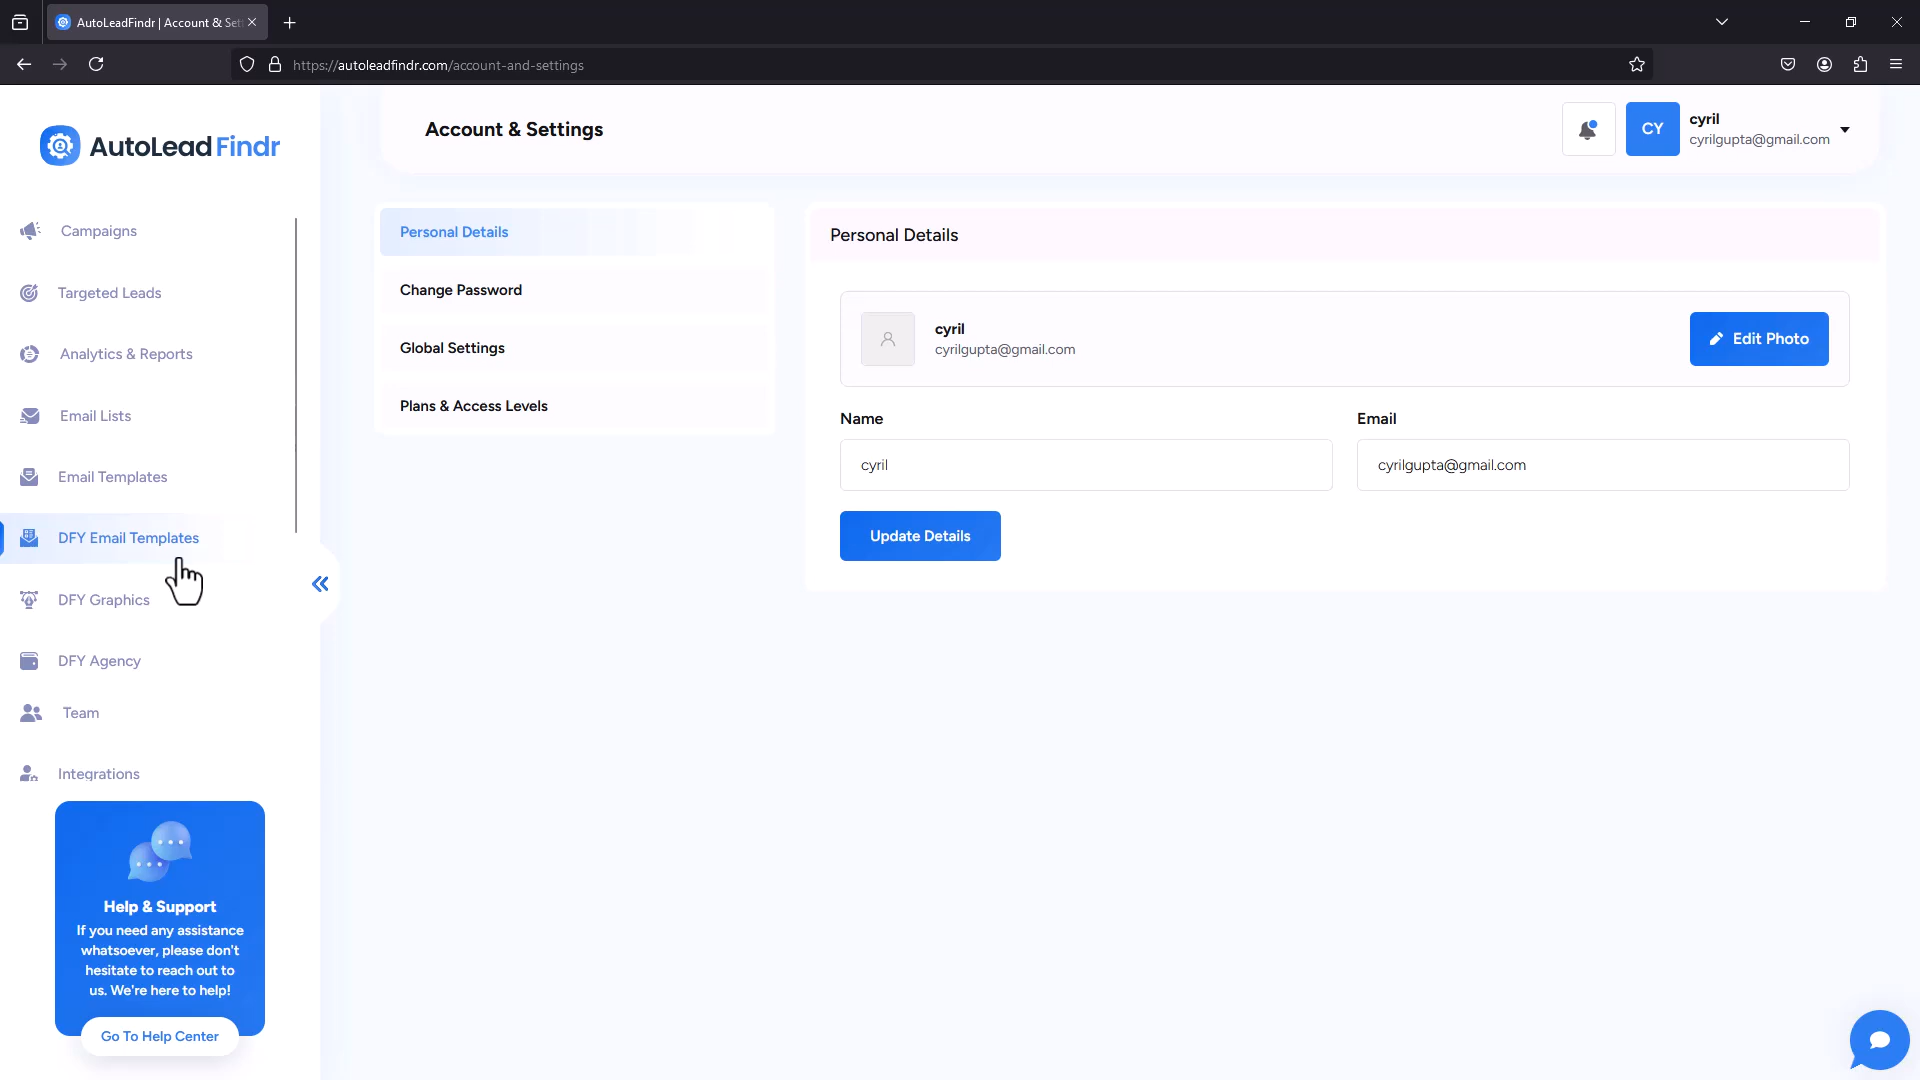 AutoLeadFindr | Account & Set
https://autoleadfindr.com/account-and-settings
AutoLead Findr
Account & Settings
CY
cyril
cyrilgupta@gmail.com
Campaigns
Targeted Leads
Analytics & Reports
Email Lists
Email Templates
DFY Email Templates
DFY Graphics
DFY Agency
Team
Integrations
Help & Support
If you need any assistance
whatsoever, please don't
hesitate to reach out to
us. We're here to help!
Go To Help Center
Personal Details
Change Password
Global Settings
Plans & Access Levels
Personal Details
cyril
cyrilgupta@gmail.com
Edit Photo
Name
Email
cyril
cyrilgupta@gmail.com
Update Details